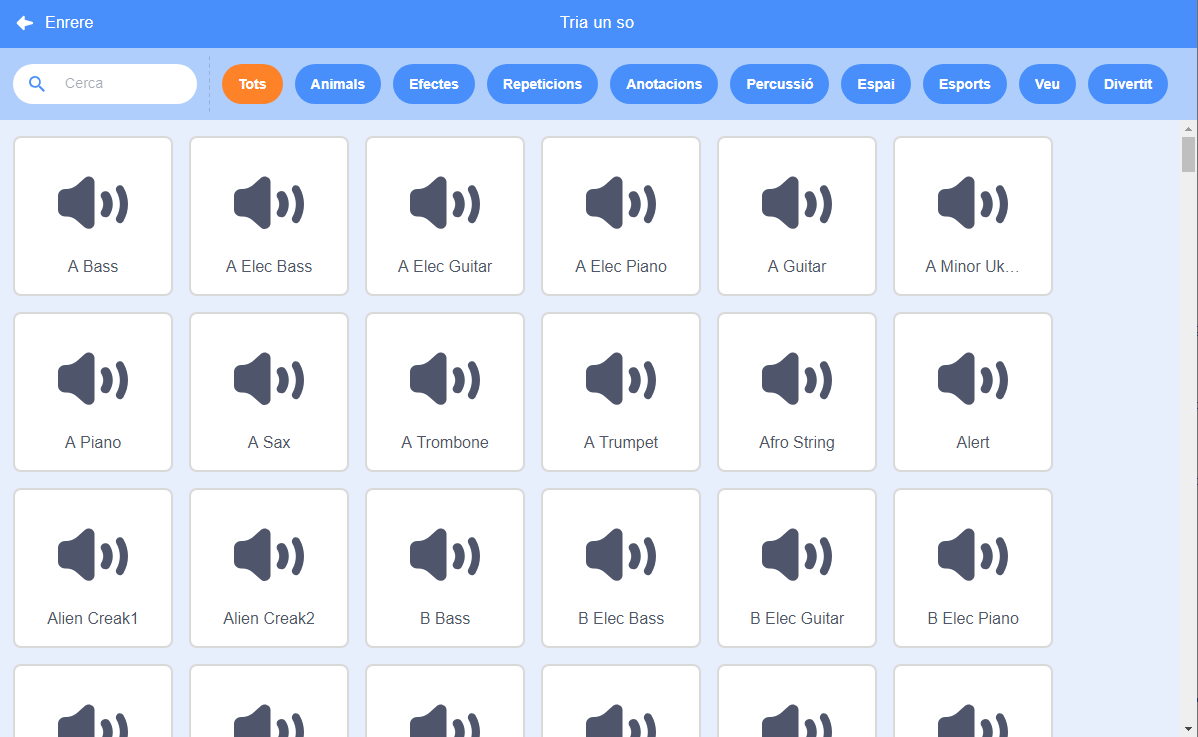 Enrere
Tria un so
Cerca
Tots
Animals
Efectes
Repeticions
Anotacions
Percussió
Espai
Esports
Veu
Divertit
A Bass
A Elec Bass
A Elec Guitar
A Elec Piano
A Guitar
A Minor Uk...
A Piano
A Sax
A Trombone
A Trumpet
Afro String
Alert
Alien Creak1
Alien Creak2
B Bass
B Elec Bass
B Elec Guitar
B Elec Piano